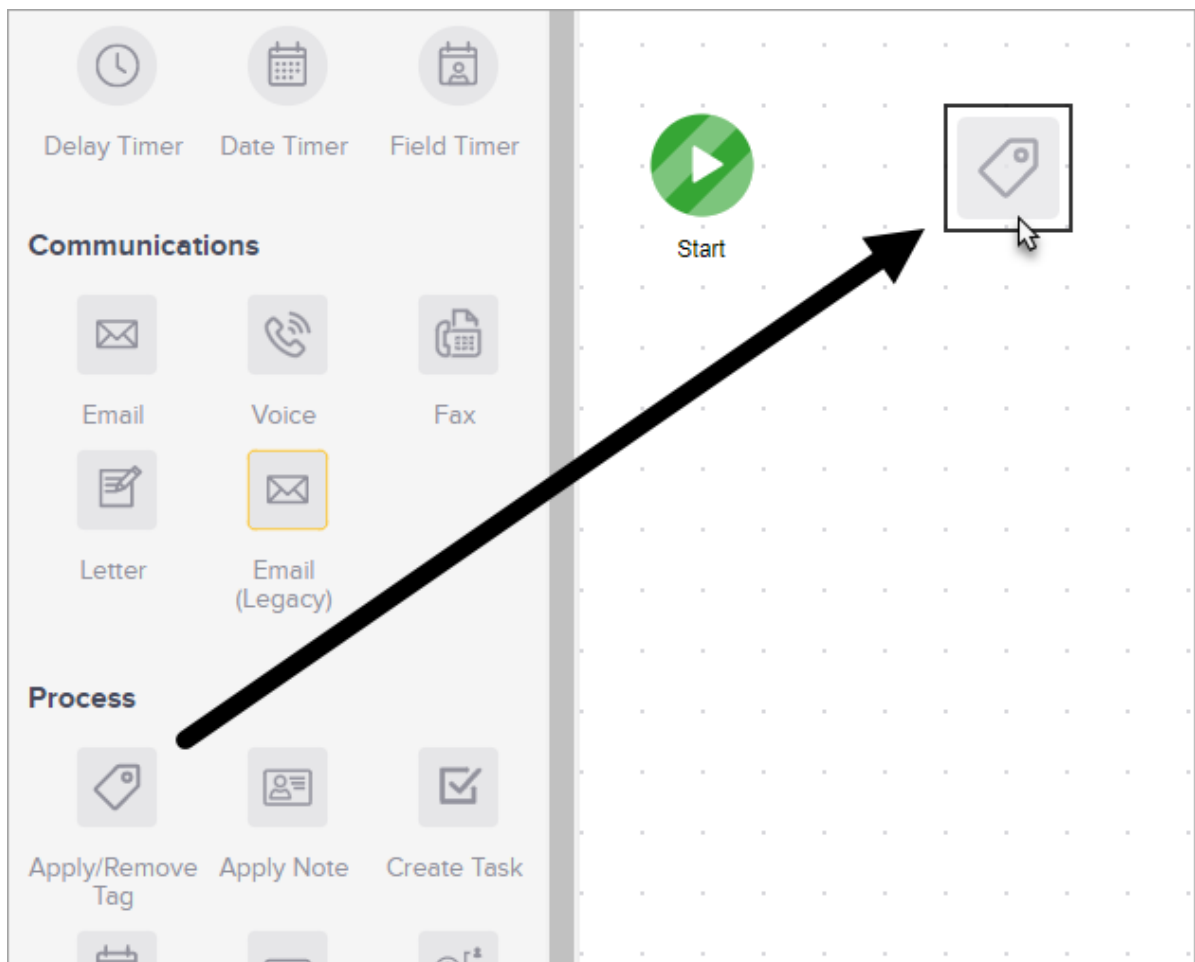 Delay Timer Date Timer Field Timer
Start
Communications
Email Voice Fax
Letter Email
(Legacy)
Process
Apply/Remove Apply Note Create Task
Tag